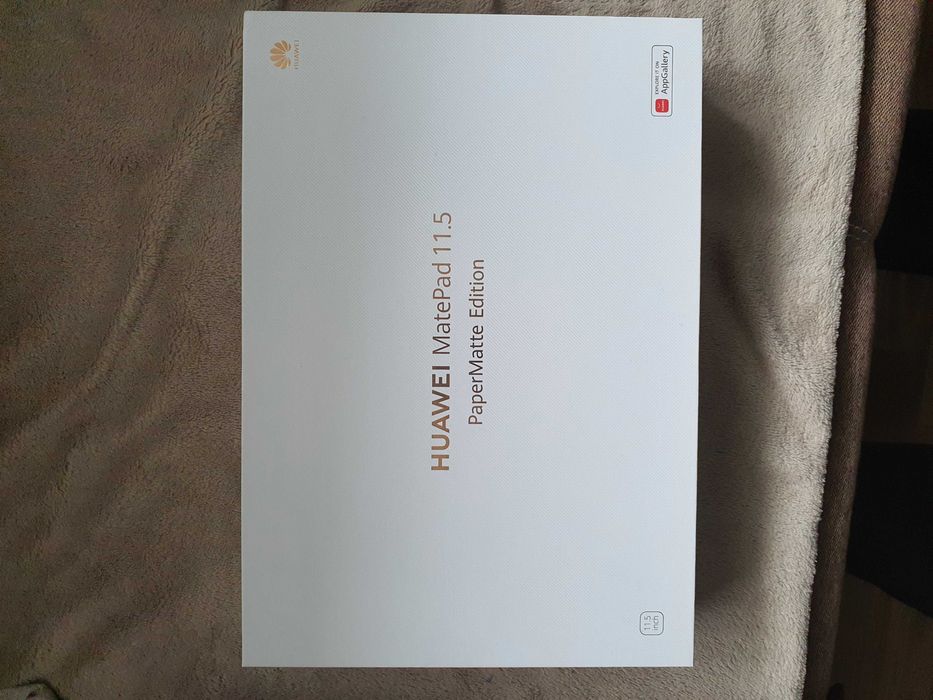 HUAWEI
EXPLORE IT ON
AppGallery
HUAWEI MatePad 11.5
PaperMatte Edition
11.5
inch